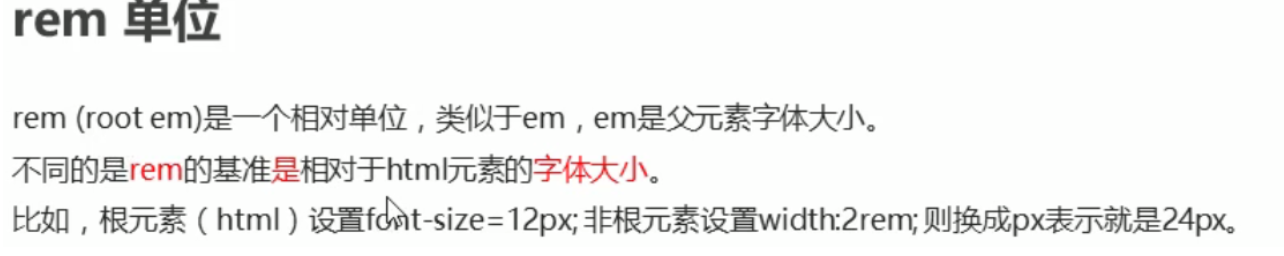 rem 单位
rem (root em)是一个相对单位，类似于em，em是父元素字体大小。
不同的是rem的基准是相对于html元素的字体大小。
比如，根元素（html）设置font-size=12px; 非根元素设置width:2rem; 则换成px表示就是24px。